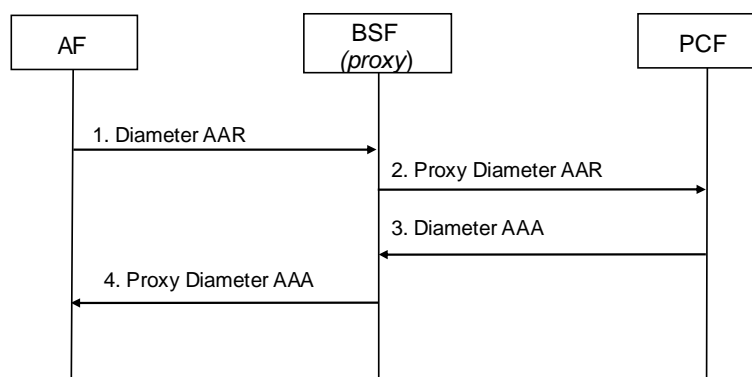 AF
BSF
(proxy)
PCF
1. Diameter AAR
2. Proxy Diameter AAR
3. Diameter AAA
4. Proxy Diameter AAA